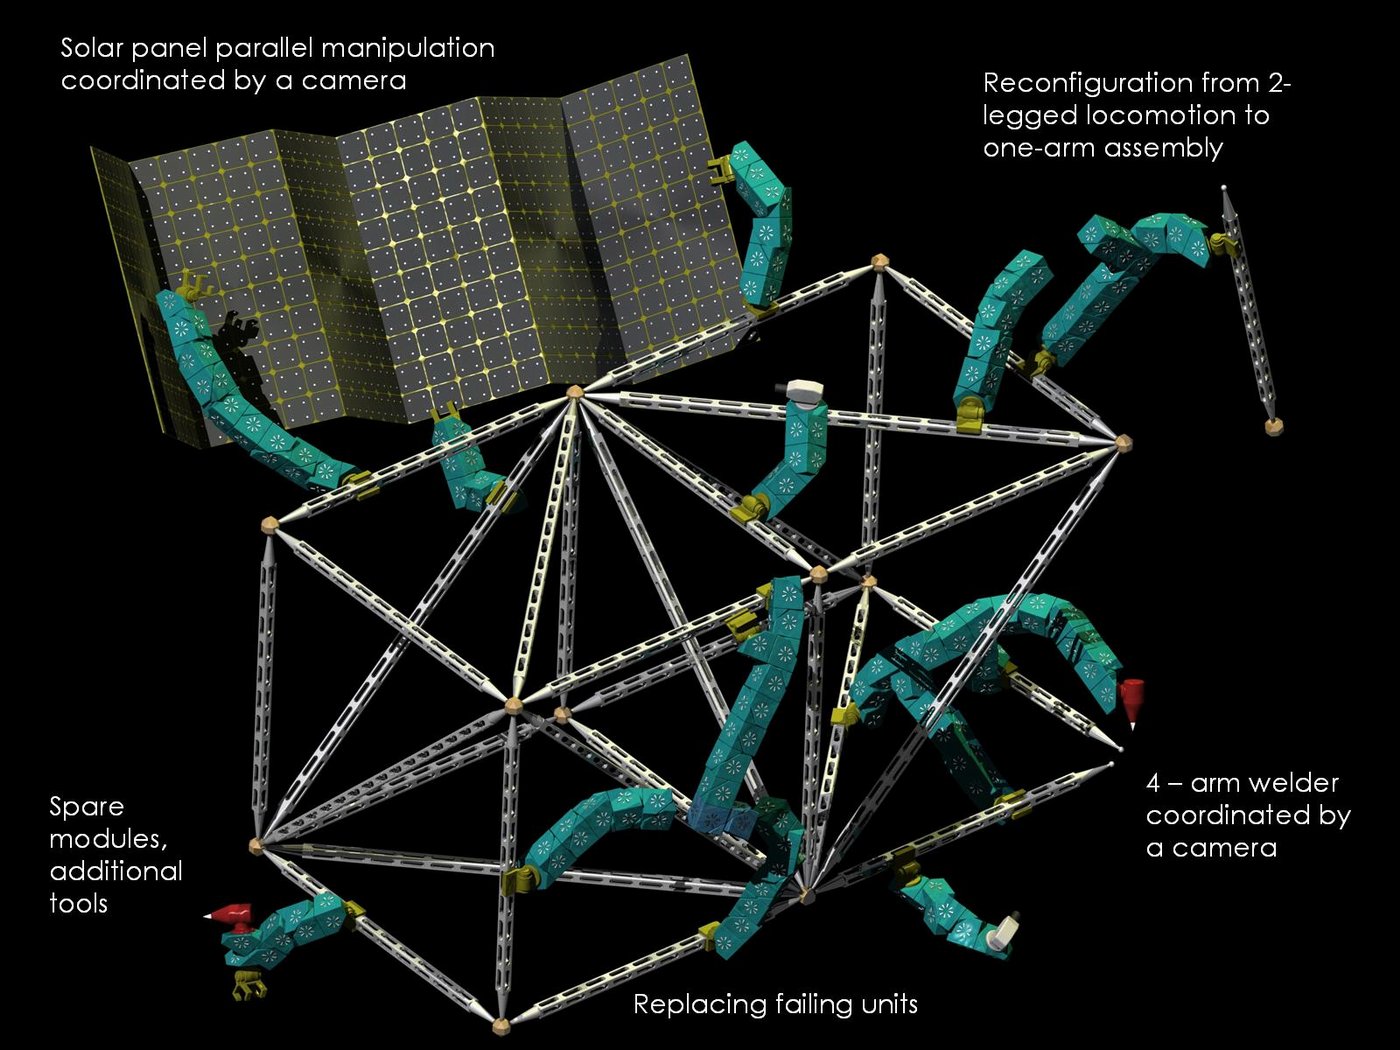 Solar panel parallel manipulation
coordinated by a camera
Reconfiguration from 2-
legged locomotion to
one-arm assembly
4 – arm welder
coordinated by
a camera
Spare
modules,
additional
tools
Replacing failing units